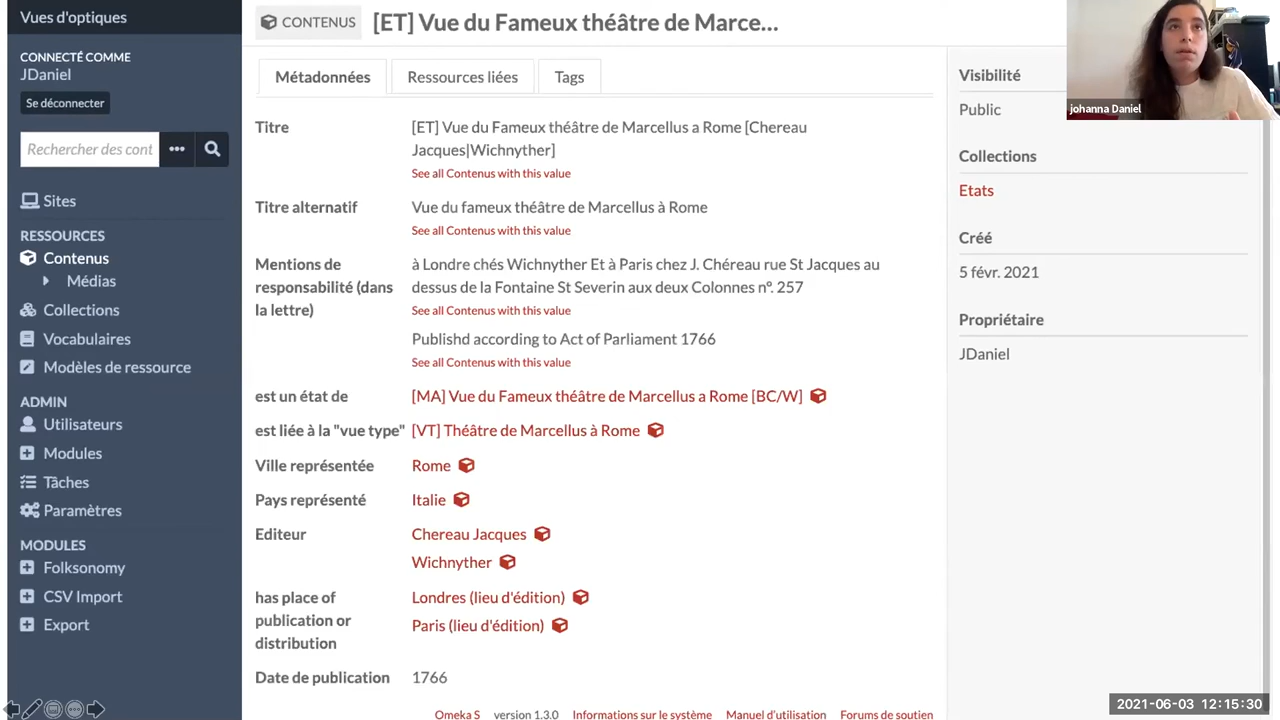 Vues d'optiques
CONNECTÉ COMME
JDaniel
Se déconnecter
Rechercher des cont
Sites
RESSOURCES
Contenus
Médias
Collections
Vocabulaires
Modèles de ressource
ADMIN
Utilisateurs
Modules
Tâches
Paramètres
MODULES
Folksonomy
CSV Import
Export
CONTENUS
[ET] Vue du Fameux théâtre de Marce...
Métadonnées
Ressources liées
Tags
Titre
[ET] Vue du Fameux théâtre de Marcellus a Rome [Chereau
Jacques|Wichnyther]
See all Contenus with this value
Titre alternatif
Vue du fameux théâtre de Marcellus à Rome
See all Contenus with this value
Mentions de
responsabilité (dans
la lettre)
à Londre chés Wichnyther Et à Paris chez J. Chéreau rue St Jacques au
dessus de la Fontaine St Severin aux deux Colonnes nº. 257
See all Contenus with this value
Publishd according to Act of Parliament 1766
See all Contenus with this value
est un état de
[MA] Vue du Fameux théâtre de Marcellus a Rome [BC/W]
est liée à la "vue type"
[VT] Théâtre de Marcellus à Rome
Ville représentée
Rome
Pays représenté
Italie
Editeur
Chereau Jacques
Wichnyther
has place of
publication or
distribution
Londres (lieu d'édition)
Paris (lieu d'édition)
Date de publication
1766
Omeka S version 1.3.0 Informations sur le système Manuel d'utilisation Forums de soutien
Visibilité
Public
Collections
Etats
Créé
5 févr. 2021
Propriétaire
JDaniel
johanna Daniel
2021-06-03 12:15:30